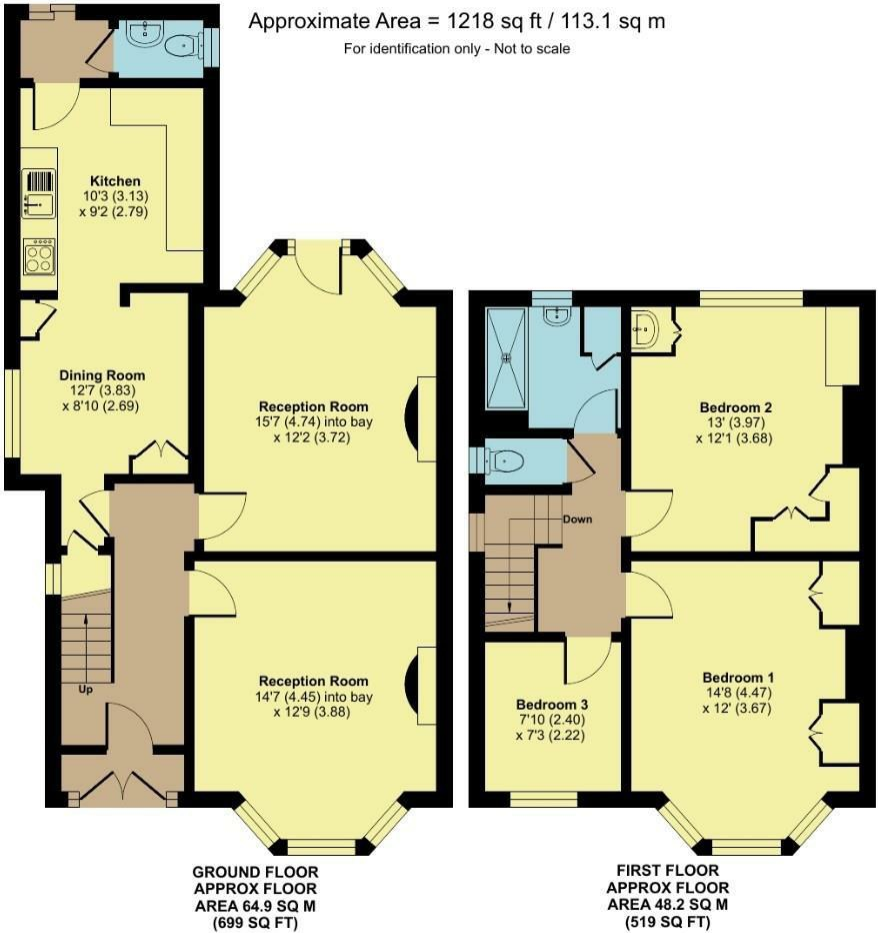 Approximate Area = 1218 sq ft / 113.1 sq m
For identification only - Not to scale
Kitchen
10'3 (3.13)
x 9'2 (2.79)
Dining Room
12'7 (3.83)
x 8'10 (2.69)
Reception Room
15'7 (4.74) into bay
x 12'2 (3.72)
Up
Reception Room
14'7 (4.45) into bay
x 12'9 (3.88)
GROUND FLOOR
APPROX FLOOR
AREA 64.9 SQ M
(699 SQ FT)
Bedroom 2
13' (3.97)
x 12'1 (3.68)
Down
Bedroom 1
14'8 (4.47)
x 12' (3.67)
Bedroom 3
7'10 (2.40)
x 7'3 (2.22)
FIRST FLOOR
APPROX FLOOR
AREA 48.2 SQ M
(519 SQ FT)